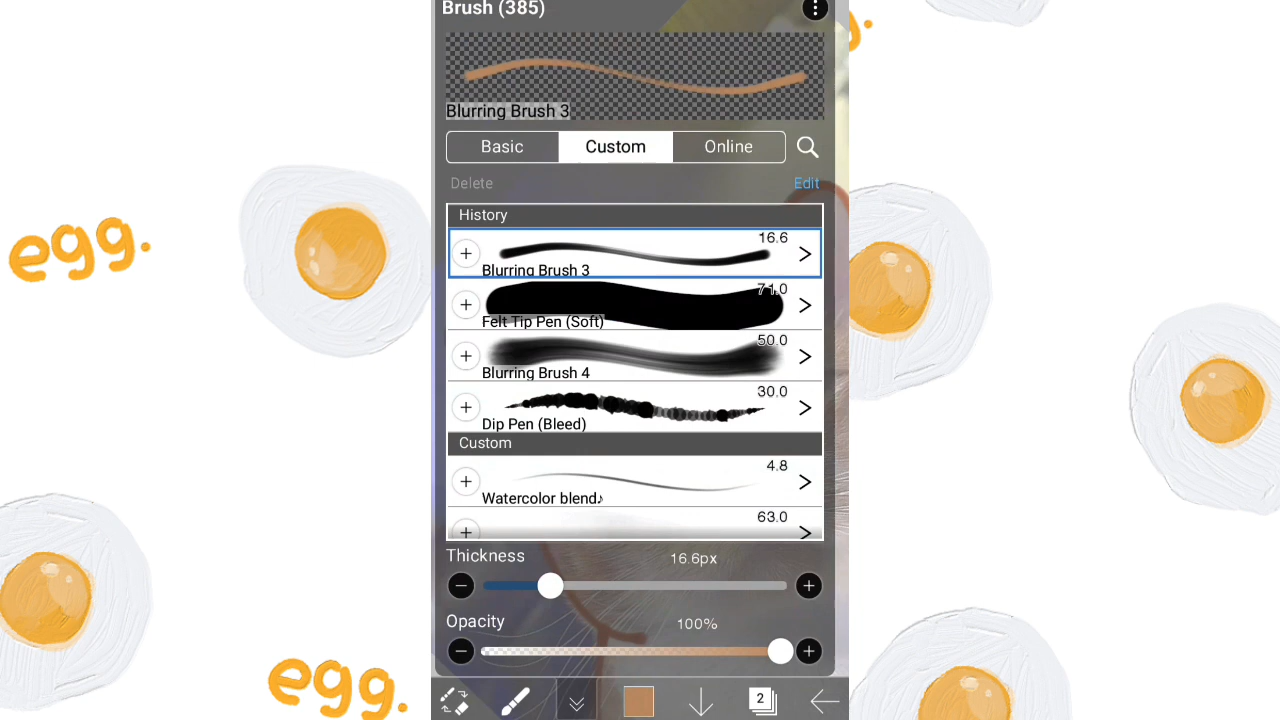 Brush (385)
Blurring Brush 3
Basic
Custom
Online
Delete
Edit
History
16.6
Blurring Brush 3
71.0
Felt Tip Pen (Soft)
50.0
Blurring Brush 4
30.0
Dip Pen (Bleed)
Custom
4.8
Watercolor blend♪
63.0
Thickness
16.6px
Opacity
100%
2
egg.
egg.